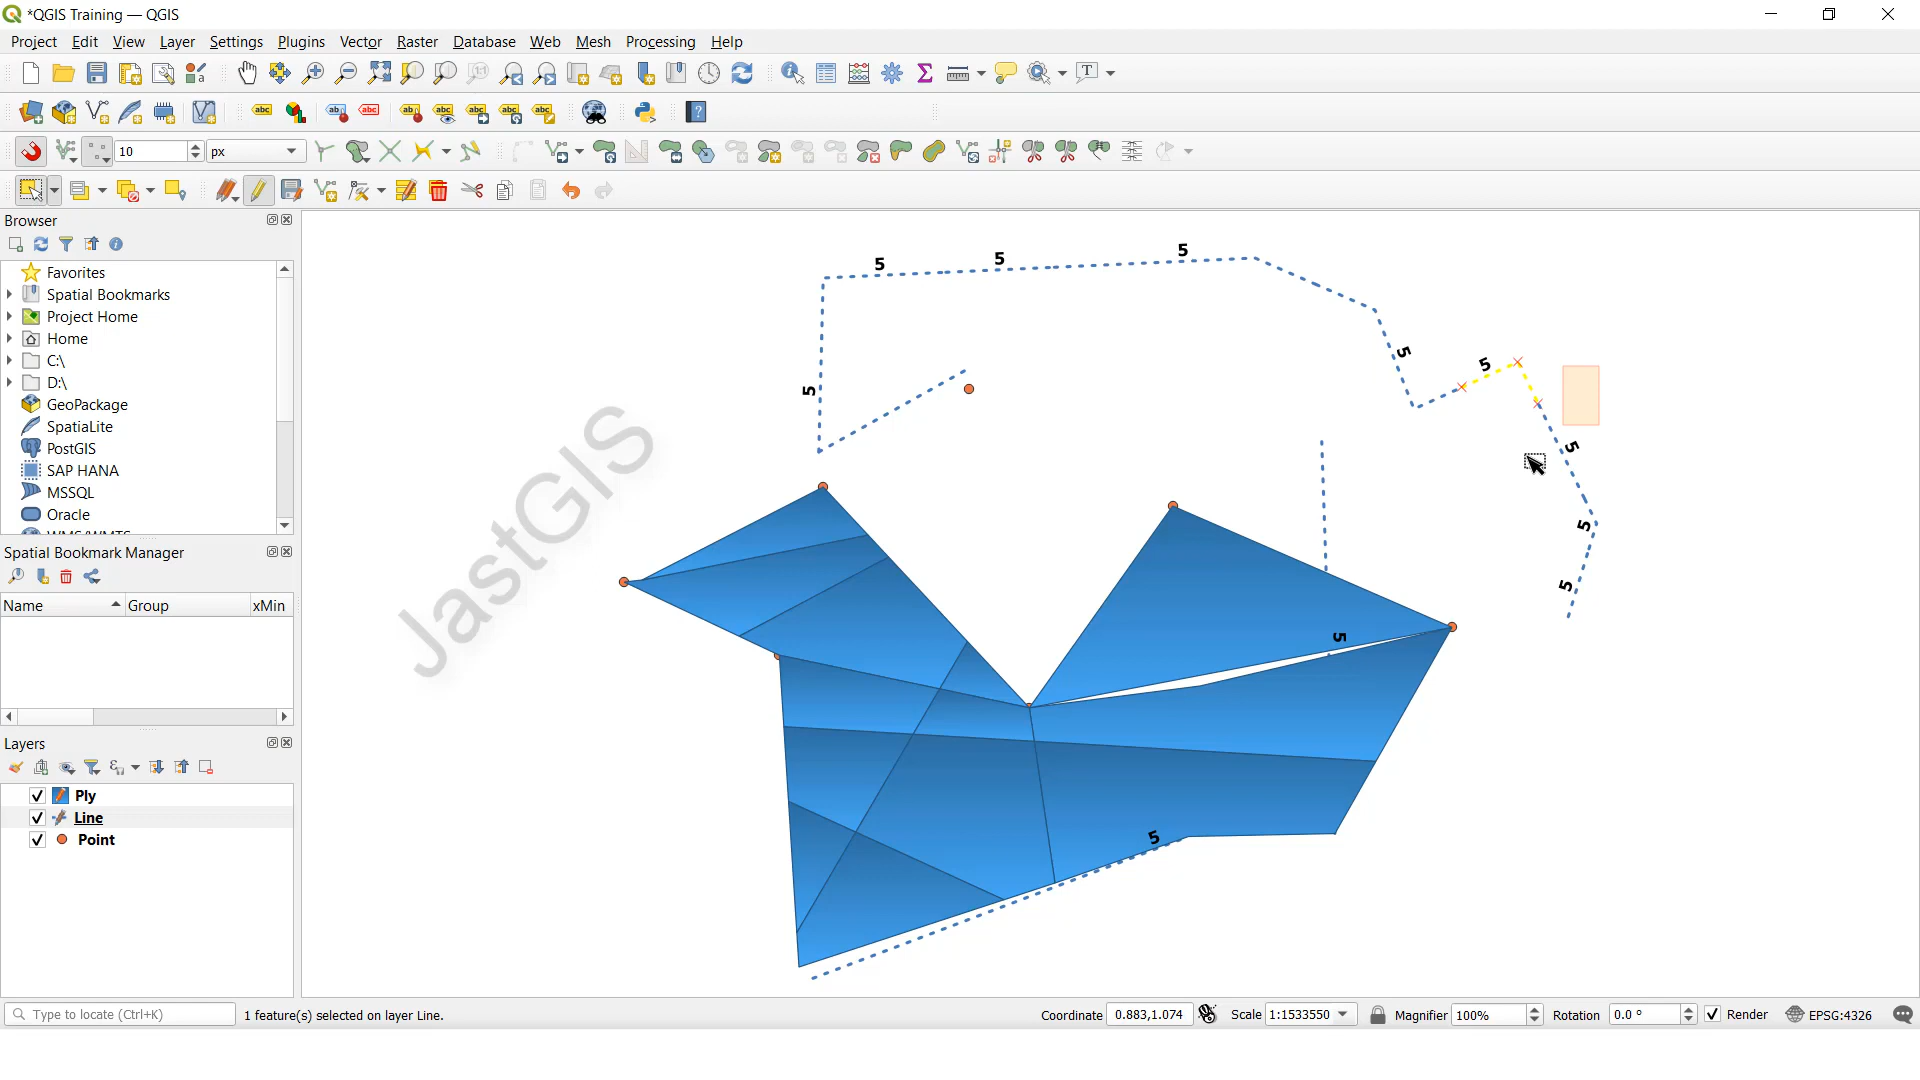 *QGIS Training — QGIS
Project Edit View Layer Settings Plugins Vector Raster Database Web Mesh Processing Help
10 px
Browser
Favorites
Spatial Bookmarks
Project Home
Home
C:\
D:\
GeoPackage
SpatiaLite
PostGIS
SAP HANA
MSSQL
Oracle
WMS/WMTS
Spatial Bookmark Manager
Name Group xMin
Layers
Ply
Line
Point
5 5 5
5
5
5
5
5
5
5
5
JastGIS
Type to locate (Ctrl+K) 1 feature(s) selected on layer Line. Coordinate 0.883,1.074 Scale 1:1533550 Magnifier 100% Rotation 0.0 ° Render EPSG:4326